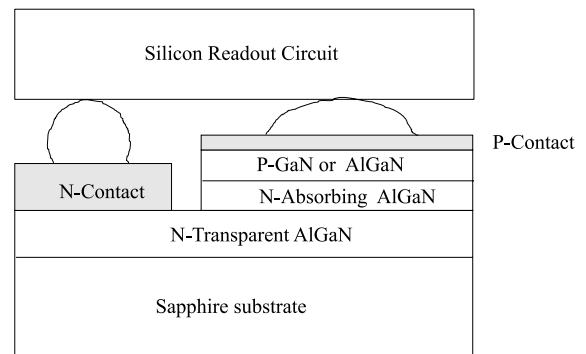 Silicon Readout Circuit
P-Contact
P-GaN or AlGaN
N-Contact
N-Absorbing AlGaN
N-Transparent AlGaN
Sapphire substrate